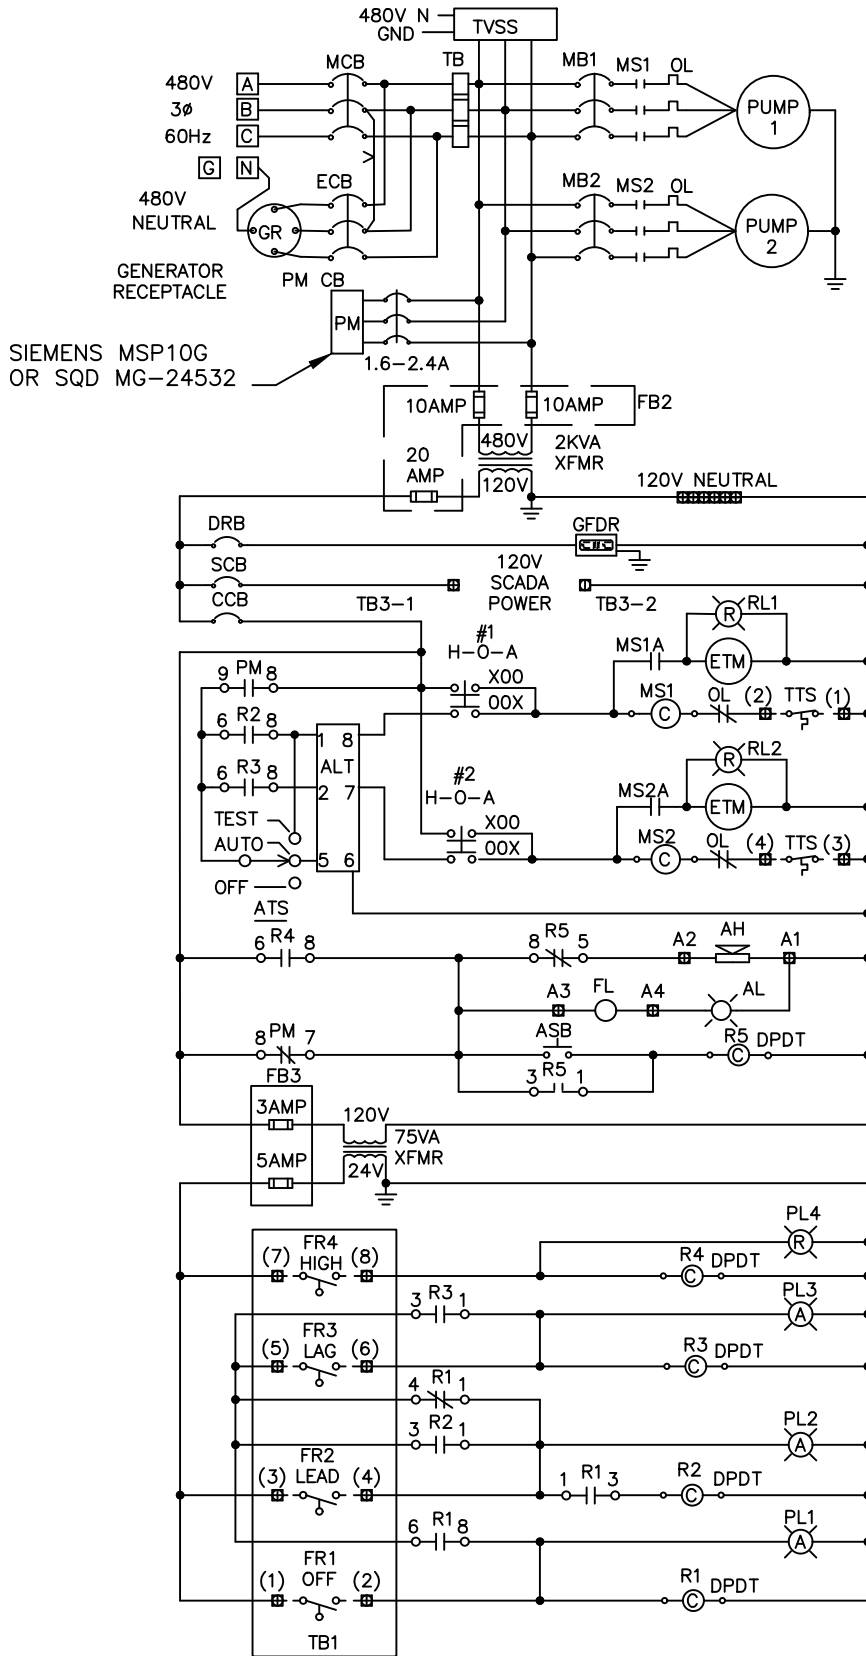 480V N
TVSS
GND
MCB
TB
MB1
MS1
OL
480V
A
3ø
B
60Hz
C
PUMP
1
G
N
480V
NEUTRAL
ECB
GR
MB2
MS2
OL
PUMP
2
GENERATOR
RECEPTACLE
PM CB
PM
SIEMENS MSP10G
OR SQD MG-24532
1.6-2.4A
10AMP
10AMP
FB2
20
AMP
480V
120V
2KVA
XFMR
120V NEUTRAL
DRB
GFDR
SCB
120V
SCADA
POWER
TB3-1
TB3-2
CCB
#1
H-O-A
X00
00X
MS1A
R
RL1
ETM
MS1
C
OL
(2)
TTS
(1)
9
PM
8
6
R2
8
6
R3
8
1
8
ALT
2
7
5
6
#2
H-O-A
X00
00X
MS2A
R
RL2
ETM
MS2
C
OL
(4)
TTS
(3)
TEST
AUTO
OFF
ATS
6
R4
8
8
R5
5
A2
AH
A1
A3
FL
A4
AL
8
PM
7
ASB
R5
C
DPDT
3
R5
1
FB3
3AMP
5AMP
120V
24V
75VA
XFMR
PL4
R
(7)
FR4
HIGH
(8)
R4
C
DPDT
3
R3
1
PL3
A
(5)
FR3
LAG
(6)
R3
C
DPDT
4
R1
1
3
R2
1
PL2
A
(3)
FR2
LEAD
(4)
1
R1
3
R2
C
DPDT
6
R1
8
PL1
A
(1)
FR1
OFF
(2)
R1
C
DPDT
TB1